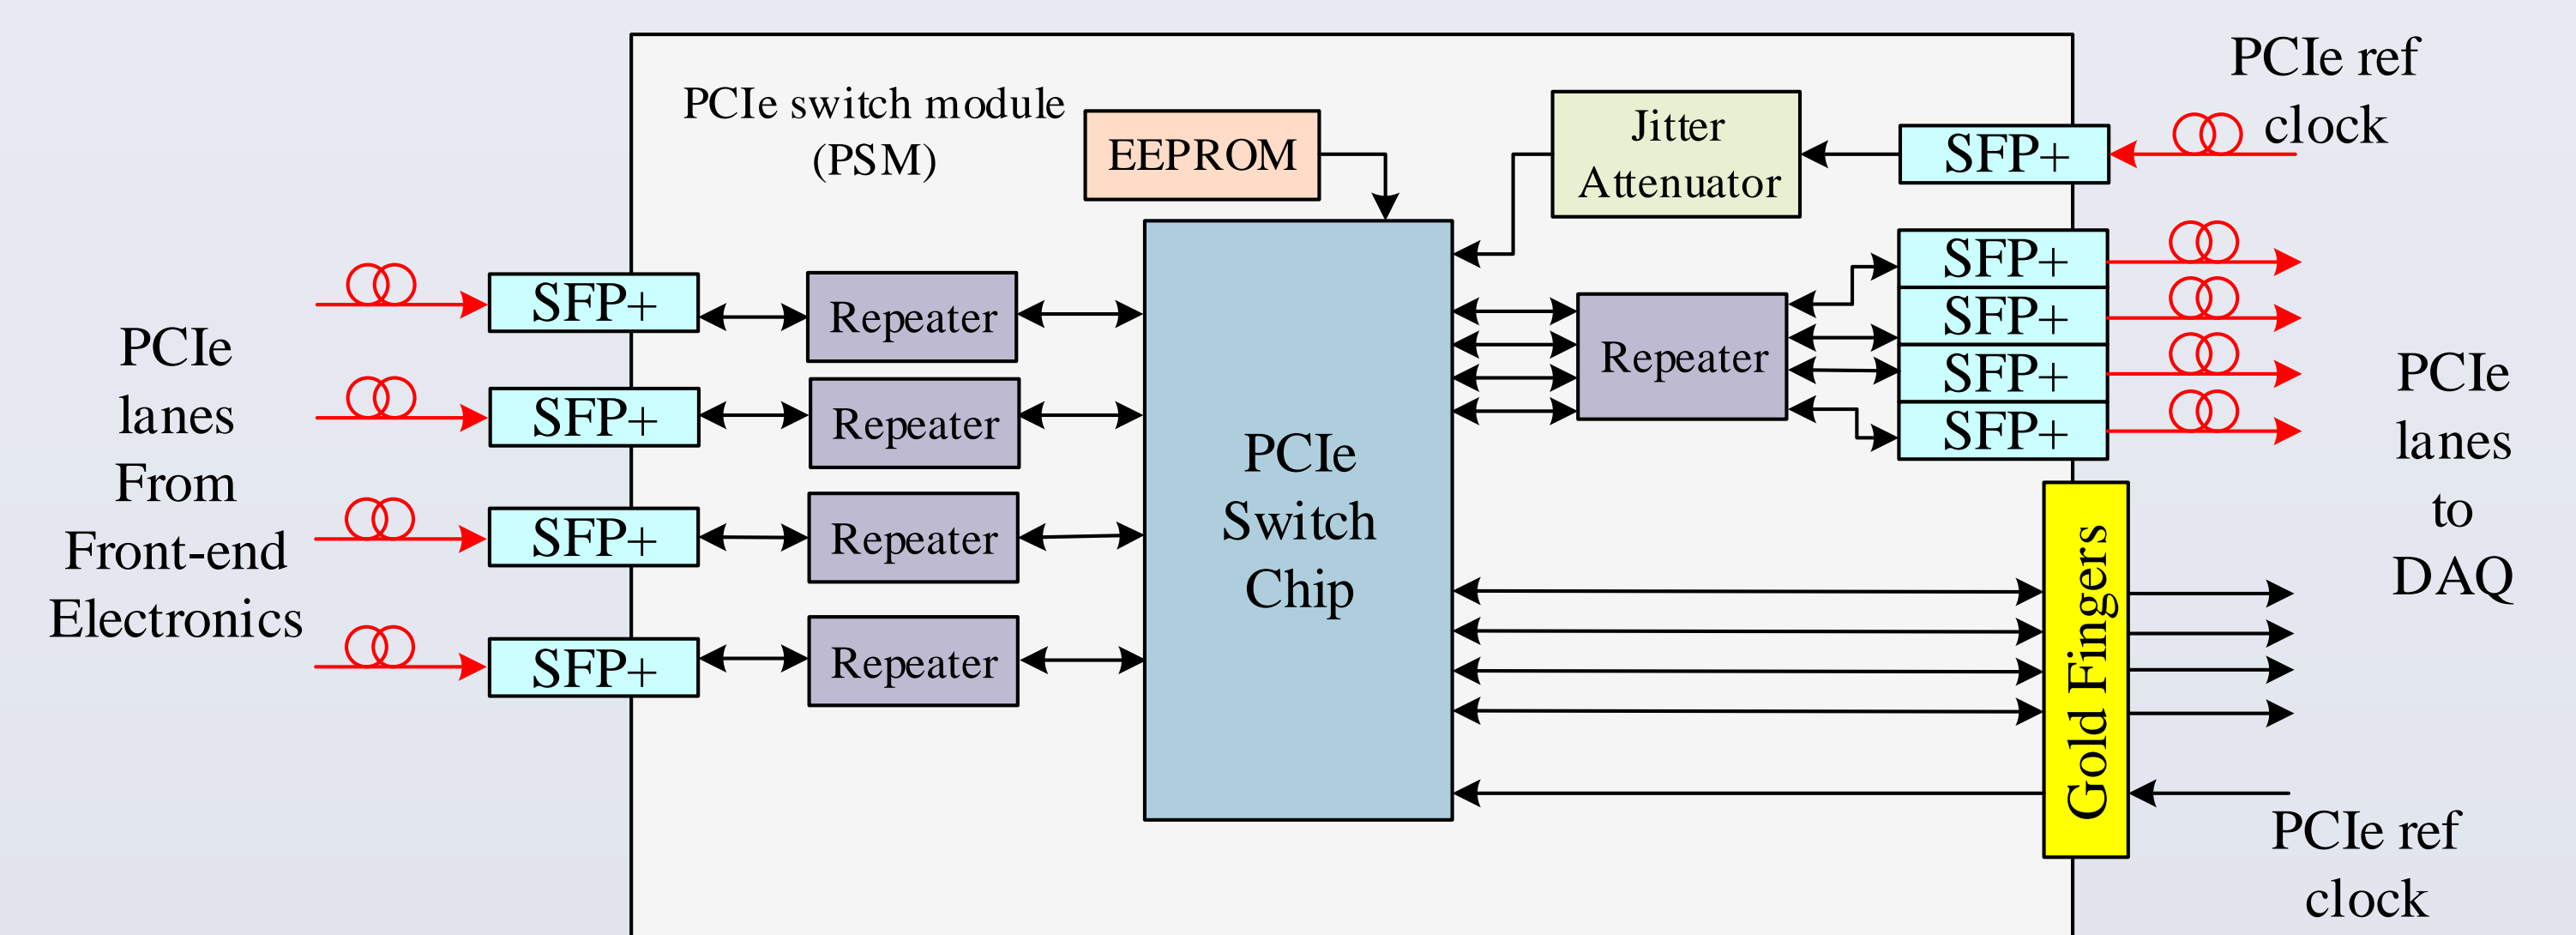 PCIe switch module
(PSM)
EEPROM
Jitter
Attenuator
SFP+
PCIe ref
clock
PCIe
lanes
From
Front-end
Electronics
SFP+
SFP+
SFP+
SFP+
Repeater
Repeater
Repeater
Repeater
PCIe
Switch
Chip
Repeater
SFP+
SFP+
SFP+
SFP+
PCIe
lanes
to
DAQ
Gold Fingers
PCIe ref
clock